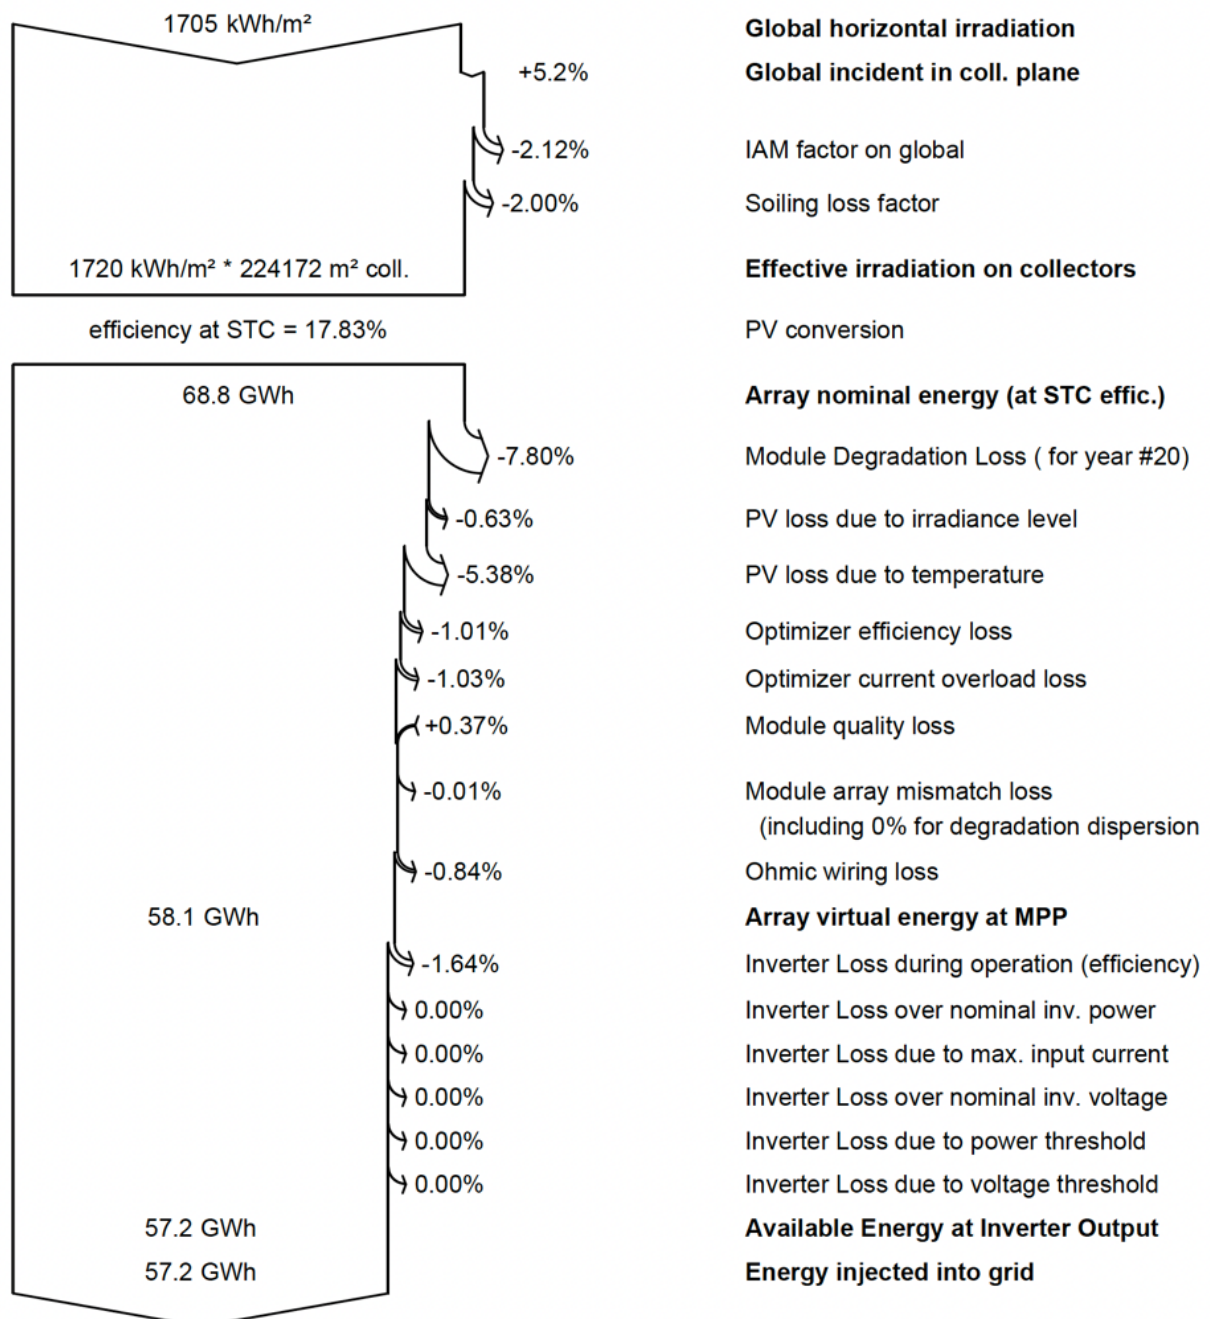 1705 kWh/m² Global horizontal irradiation
+5.2% Global incident in coll. plane
-2.12% IAM factor on global
-2.00% Soiling loss factor
1720 kWh/m² * 224172 m² coll. Effective irradiation on collectors
efficiency at STC = 17.83% PV conversion
68.8 GWh Array nominal energy (at STC effic.)
-7.80% Module Degradation Loss ( for year #20)
-0.63% PV loss due to irradiance level
-5.38% PV loss due to temperature
-1.01% Optimizer efficiency loss
-1.03% Optimizer current overload loss
+0.37% Module quality loss
-0.01% Module array mismatch loss
(including 0% for degradation dispersion
-0.84% Ohmic wiring loss
58.1 GWh Array virtual energy at MPP
-1.64% Inverter Loss during operation (efficiency)
0.00% Inverter Loss over nominal inv. power
0.00% Inverter Loss due to max. input current
0.00% Inverter Loss over nominal inv. voltage
0.00% Inverter Loss due to power threshold
0.00% Inverter Loss due to voltage threshold
57.2 GWh Available Energy at Inverter Output
57.2 GWh Energy injected into grid